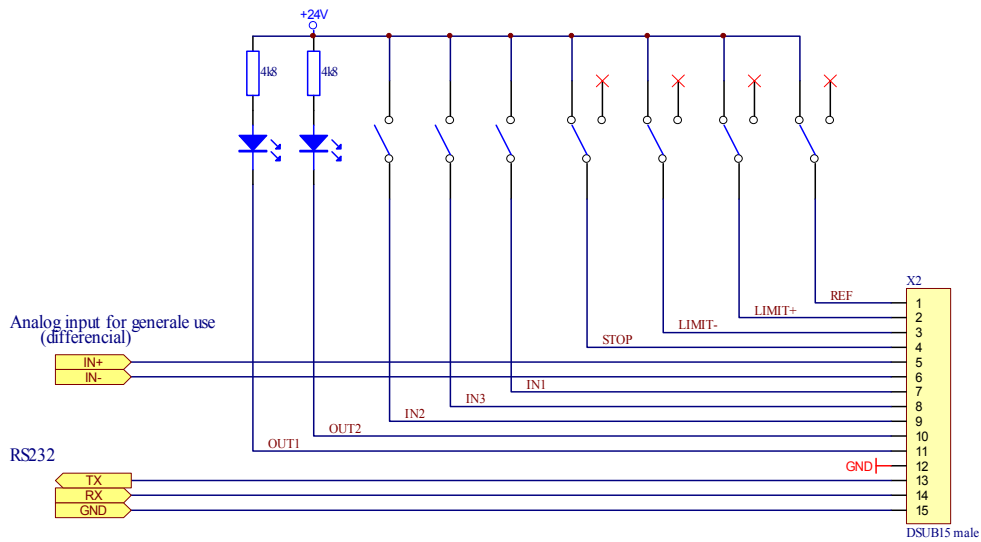 +24V
4k8
4k8
X2
REF
1
LIMIT+
2
LIMIT-
3
STOP
4
Analog input for generale use
(differencial)
IN+
5
IN-
6
IN1
7
IN3
8
IN2
9
OUT2
10
OUT1
11
RS232
GND
12
TX
13
RX
14
GND
15
DSUB15 male